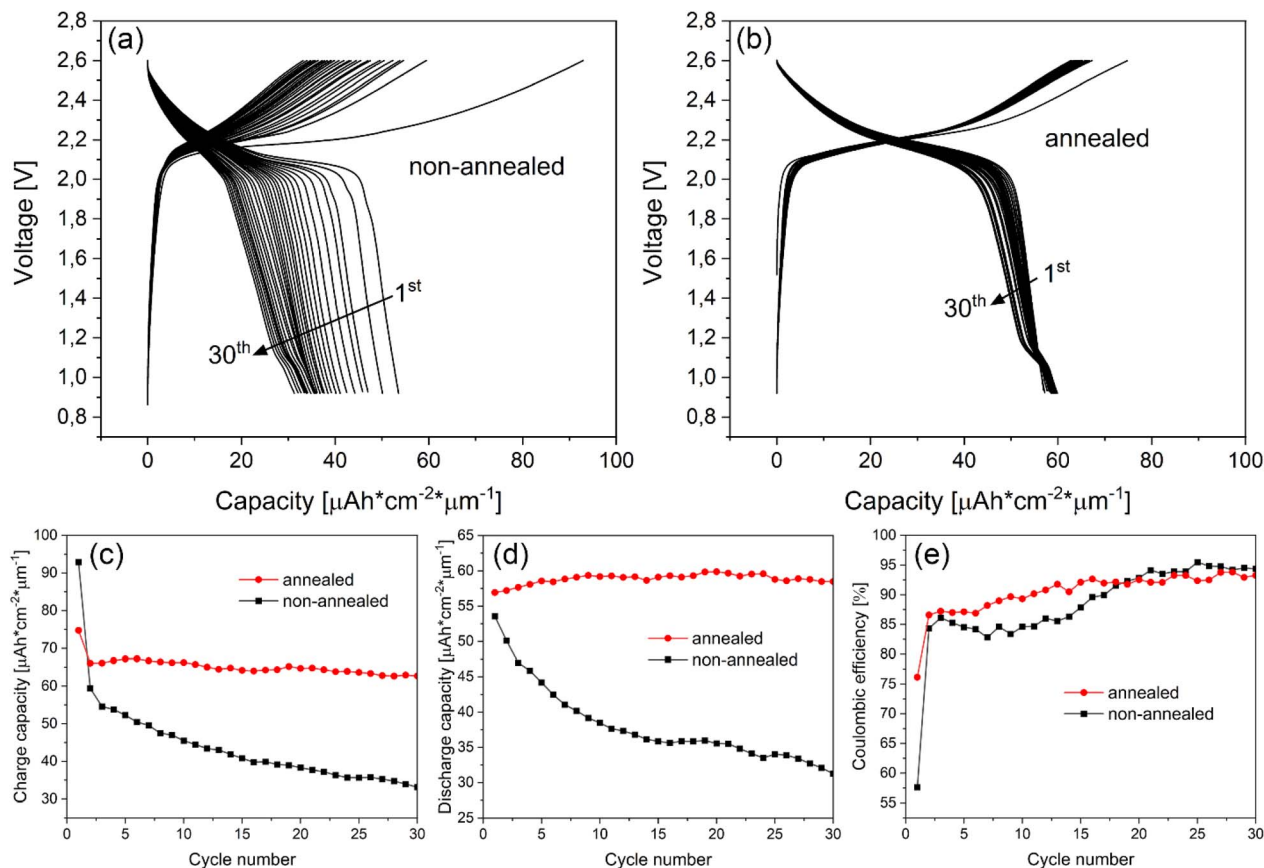 (a)
2,8
2,6
2,4
2,2
2,0
1,8
1,6
1,4
1,2
1,0
0,8
Voltage [V]
non-annealed
1st
30th
0 20 40 60 80 100
Capacity [μAh*cm-2*μm-1]
(b)
2,8
2,6
2,4
2,2
2,0
1,8
1,6
1,4
1,2
1,0
0,8
Voltage [V]
annealed
1st
30th
0 20 40 60 80 100
Capacity [μAh*cm-2*μm-1]
(c)
100
90
80
70
60
50
40
30
Charge capacity [μAh*cm-2*μm-1]
annealed
non-annealed
0 5 10 15 20 25 30
Cycle number
(d)
65
60
55
50
45
40
35
30
25
Discharge capacity [μAh*cm-2*μm-1]
annealed
non-annealed
0 5 10 15 20 25 30
Cycle number
(e)
100
95
90
85
80
75
70
65
60
55
Coulombic efficiency [%]
annealed
non-annealed
0 5 10 15 20 25 30
Cycle number